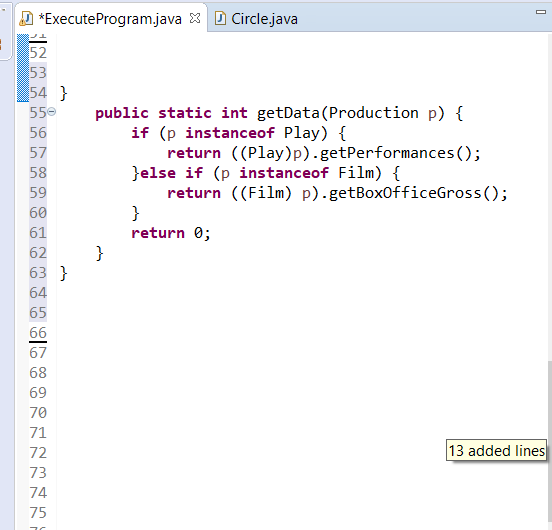 *ExecuteProgram.java Circle.java
51
52
53
54 }
55 public static int getData(Production p) {
56 if (p instanceof Play) {
57 return ((Play)p).getPerformances();
58 }else if (p instanceof Film) {
59 return ((Film) p).getBoxOfficeGross();
60 }
61 return 0;
62 }
63 }
64
65
66
67
68
69
70
71
13 added lines
72
73
74
75
76